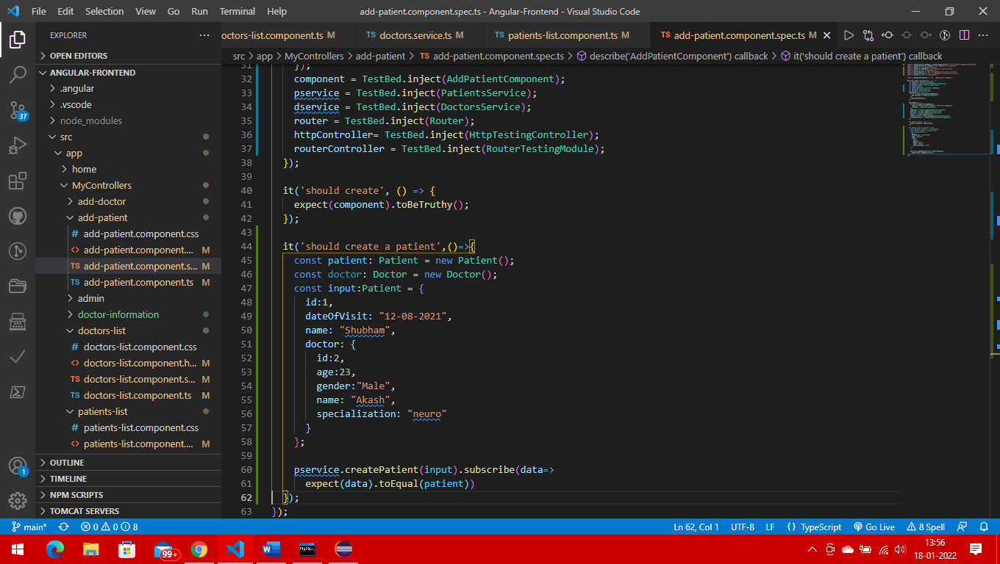 File Edit Selection View Go Run Terminal Help
add-patient.component.spec.ts - Angular-Frontend - Visual Studio Code
EXPLORER
octors-list.component.ts M
TS doctors.service.ts M
TS patients-list.component.ts M
TS add-patient.component.spec.ts M
src > app > MyControllers > add-patient > TS add-patient.component.spec.ts > describe('AddPatientComponent') callback > it('should create a patient') callback
OPEN EDITORS
ANGULAR-FRONTEND
.angular
.vscode
node_modules
src
app
home
MyControllers
add-doctor
add-patient
# add-patient.component.css
<> add-patient.component.... M
TS add-patient.component.s... M
TS add-patient.component.ts M
admin
doctor-information
doctors-list
# doctors-list.component.css
<> doctors-list.component.h... M
TS doctors-list.component.s... M
TS doctors-list.component.ts M
patients-list
# patients-list.component.css
<> patients-list.component.... M
OUTLINE
TIMELINE
NPM SCRIPTS
TOMCAT SERVERS
37
1
31 });
32 component = TestBed.inject(AddPatientComponent);
33 pservice = TestBed.inject(PatientsService);
34 dservice = TestBed.inject(DoctorsService);
35 router = TestBed.inject(Router);
36 httpController= TestBed.inject(HttpTestingController);
37 routerController = TestBed.inject(RouterTestingModule);
38 });
39
40 it('should create', () => {
41 expect(component).toBeTruthy();
42 });
43
44 it('should create a patient',()=>{
45 const patient: Patient = new Patient();
46 const doctor: Doctor = new Doctor();
47 const input:Patient = {
48 id:1,
49 dateOfVisit: "12-08-2021",
50 name: "Shubham",
51 doctor: {
52 id:2,
53 age:23,
54 gender:"Male",
55 name: "Akash",
56 specialization: "neuro"
57 }
58 };
59
60 pservice.createPatient(input).subscribe(data=>
61 expect(data).toEqual(patient))
62 });
63 });
main* 0 0 8
Ln 62, Col 1 UTF-8 LF {} TypeScript Go Live 8 Spell
99+
W
MySQL
13:56
18-01-2022